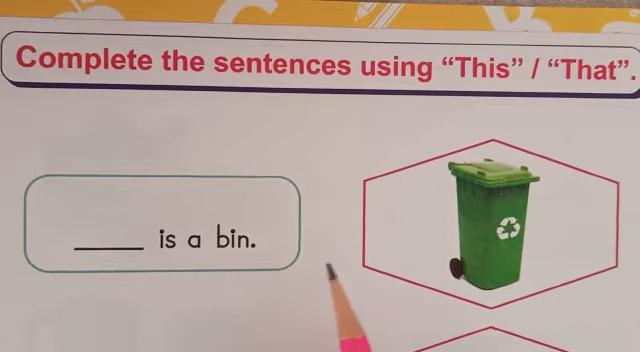 Complete the sentences using “This” / “That”.
_____ is a bin.